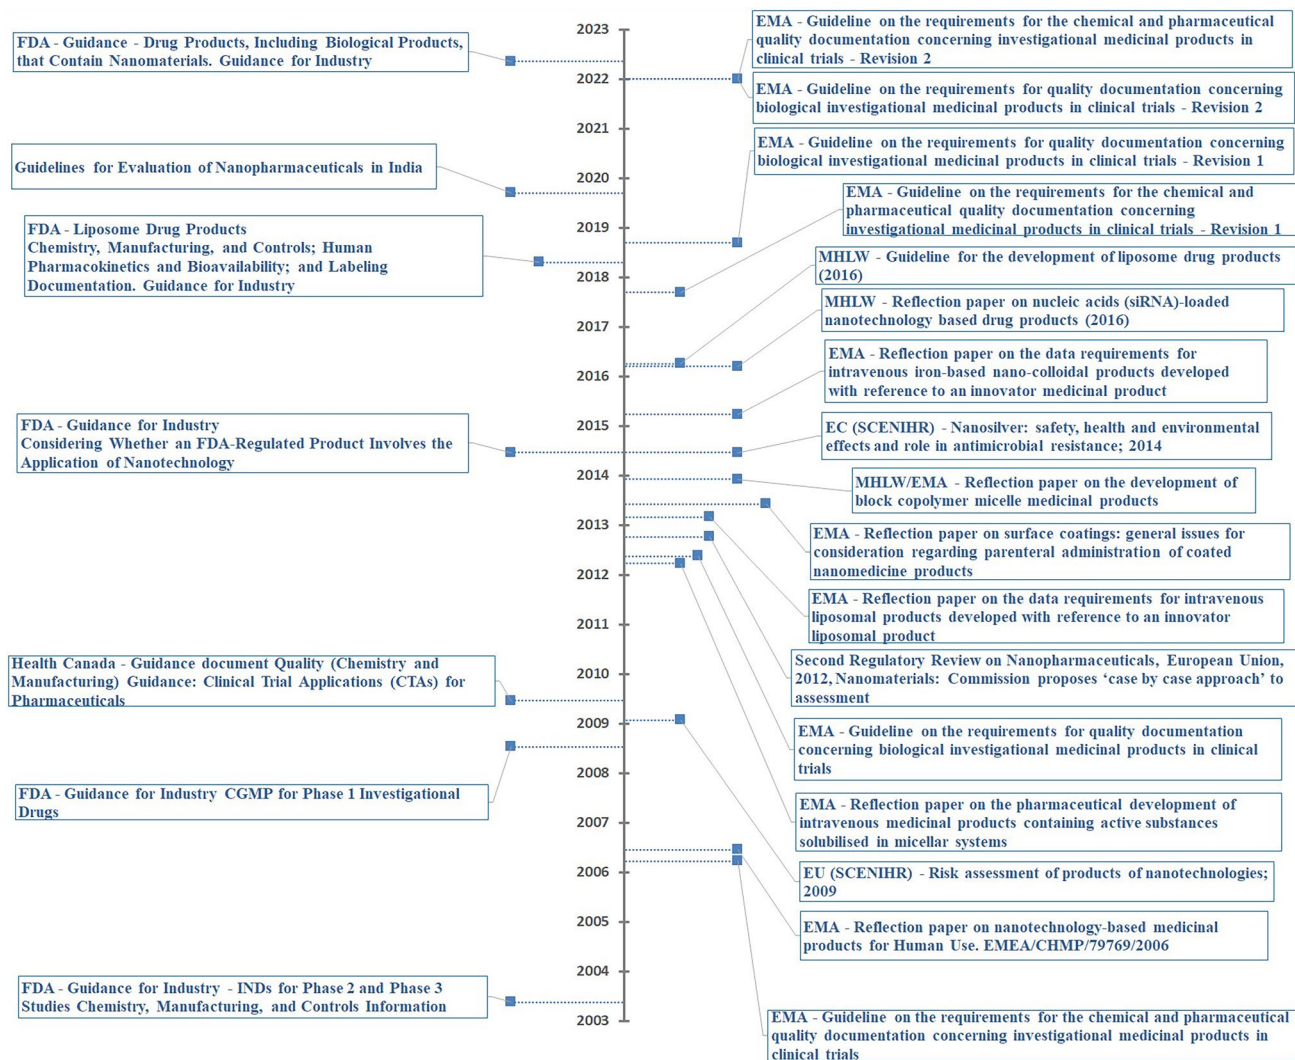 FDA - Guidance - Drug Products, Including Biological Products,
that Contain Nanomaterials. Guidance for Industry
Guidelines for Evaluation of Nanopharmaceuticals in India
FDA - Liposome Drug Products
Chemistry, Manufacturing, and Controls; Human
Pharmacokinetics and Bioavailability; and Labeling
Documentation. Guidance for Industry
FDA - Guidance for Industry
Considering Whether an FDA-Regulated Product Involves the
Application of Nanotechnology
Health Canada - Guidance document Quality (Chemistry and
Manufacturing) Guidance: Clinical Trial Applications (CTAs) for
Pharmaceuticals
FDA - Guidance for Industry CGMP for Phase 1 Investigational
Drugs
FDA - Guidance for Industry - INDs for Phase 2 and Phase 3
Studies Chemistry, Manufacturing, and Controls Information
2023
2022
2021
2020
2019
2018
2017
2016
2015
2014
2013
2012
2011
2010
2009
2008
2007
2006
2005
2004
2003
EMA - Guideline on the requirements for the chemical and pharmaceutical
quality documentation concerning investigational medicinal products in
clinical trials - Revision 2
EMA - Guideline on the requirements for quality documentation concerning
biological investigational medicinal products in clinical trials - Revision 2
EMA - Guideline on the requirements for quality documentation concerning
biological investigational medicinal products in clinical trials - Revision 1
EMA - Guideline on the requirements for the chemical and
pharmaceutical quality documentation concerning
investigational medicinal products in clinical trials - Revision 1
MHLW - Guideline for the development of liposome drug products
(2016)
MHLW - Reflection paper on nucleic acids (siRNA)-loaded
nanotechnology based drug products (2016)
EMA - Reflection paper on the data requirements for
intravenous iron-based nano-colloidal products developed
with reference to an innovator medicinal product
EC (SCENIHR) - Nanosilver: safety, health and environmental
effects and role in antimicrobial resistance; 2014
MHLW/EMA - Reflection paper on the development of
block copolymer micelle medicinal products
EMA - Reflection paper on surface coatings: general issues for
consideration regarding parenteral administration of coated
nanomedicine products
EMA - Reflection paper on the data requirements for intravenous
liposomal products developed with reference to an innovator
liposomal product
Second Regulatory Review on Nanopharmaceuticals, European Union,
2012, Nanomaterials: Commission proposes ‘case by case approach’ to
assessment
EMA - Guideline on the requirements for quality documentation
concerning biological investigational medicinal products in clinical
trials
EMA - Reflection paper on the pharmaceutical development of
intravenous medicinal products containing active substances
solubilised in micellar systems
EU (SCENIHR) - Risk assessment of products of nanotechnologies;
2009
EMA - Reflection paper on nanotechnology-based medicinal
products for Human Use. EMEA/CHMP/79769/2006
EMA - Guideline on the requirements for the chemical and pharmaceutical
quality documentation concerning investigational medicinal products in
clinical trials